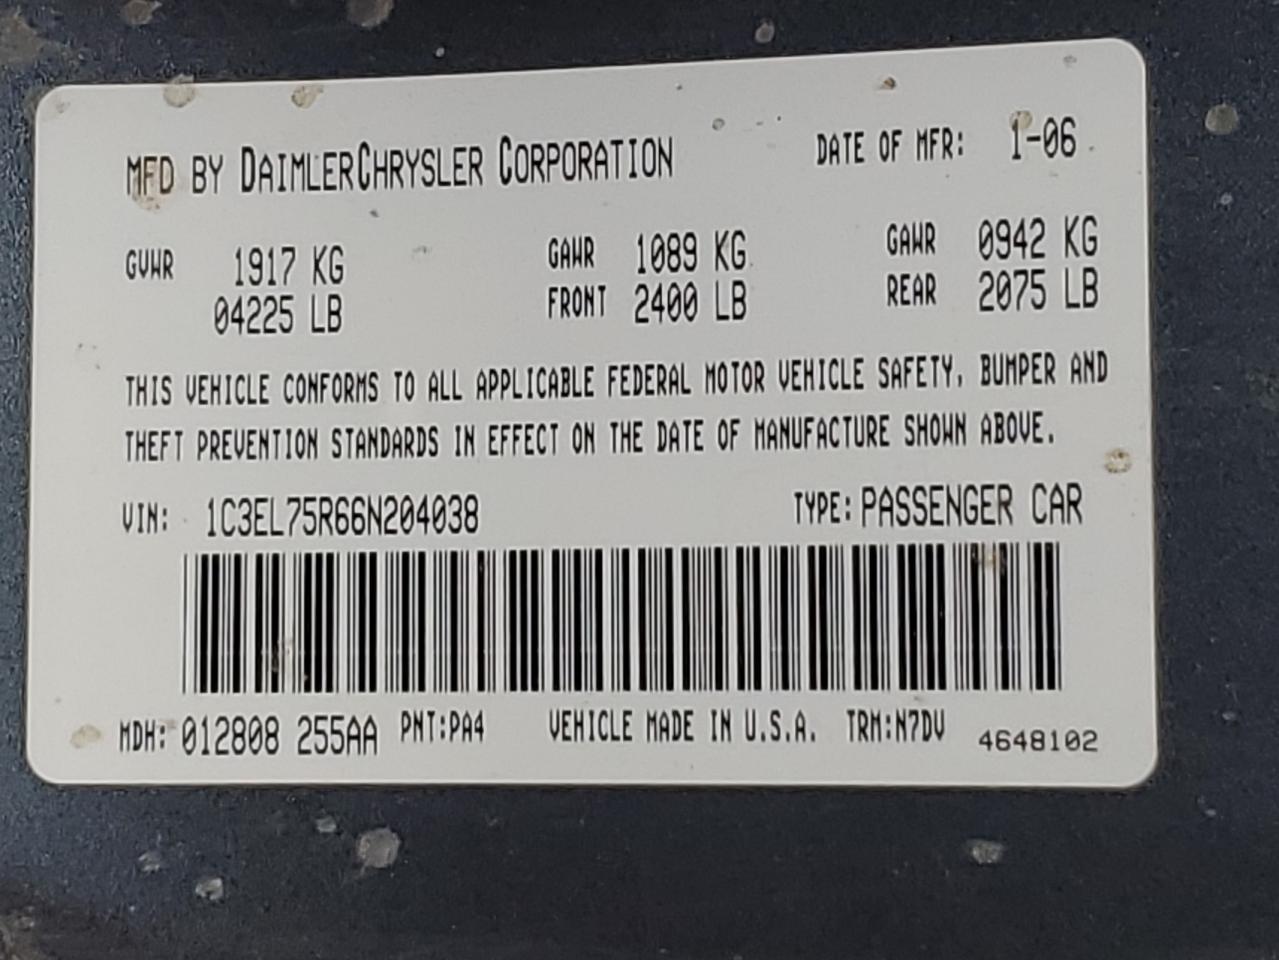 MFD BY DAIMLERCHRYSLER CORPORATION DATE OF MFR: 1-06
GVWR 1917 KG GAWR 1089 KG GAWR 0942 KG
04225 LB FRONT 2400 LB REAR 2075 LB
THIS VEHICLE CONFORMS TO ALL APPLICABLE FEDERAL MOTOR VEHICLE SAFETY, BUMPER AND
THEFT PREVENTION STANDARDS IN EFFECT ON THE DATE OF MANUFACTURE SHOWN ABOVE.
VIN: 1C3EL75R66N204038 TYPE: PASSENGER CAR
MDH: 012808 255AA PNT:PA4 VEHICLE MADE IN U.S.A. TRM:N7DV 4648102